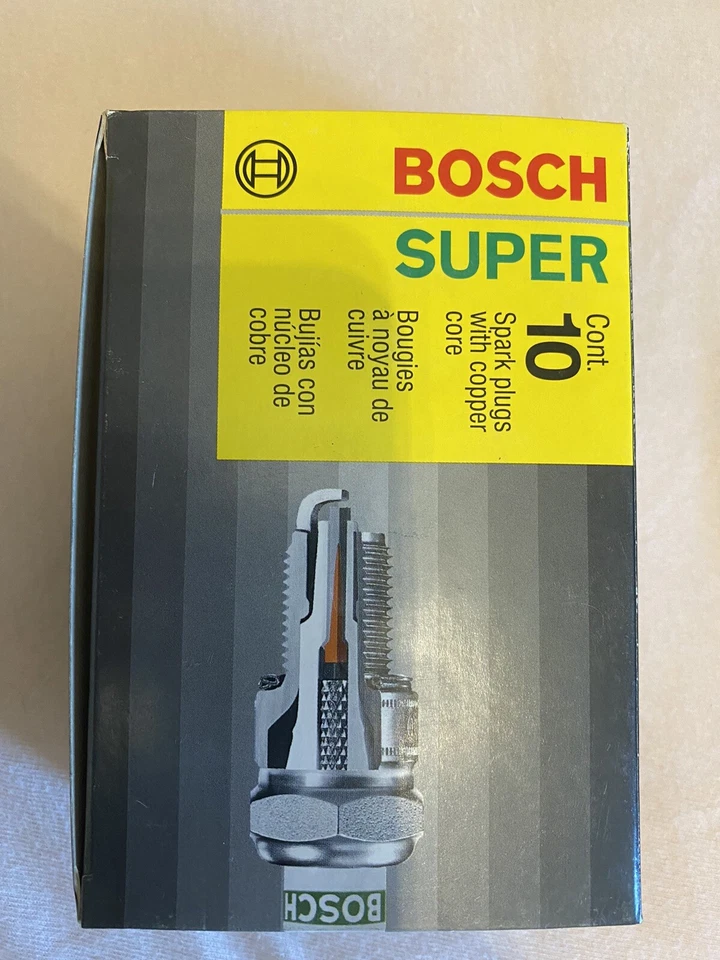 BOSCH
SUPER
Cont.
10
Spark plugs
with copper
core
Bougies
à noyau de
cuivre
Bujías con
núcleo de
cobre
BOSCH